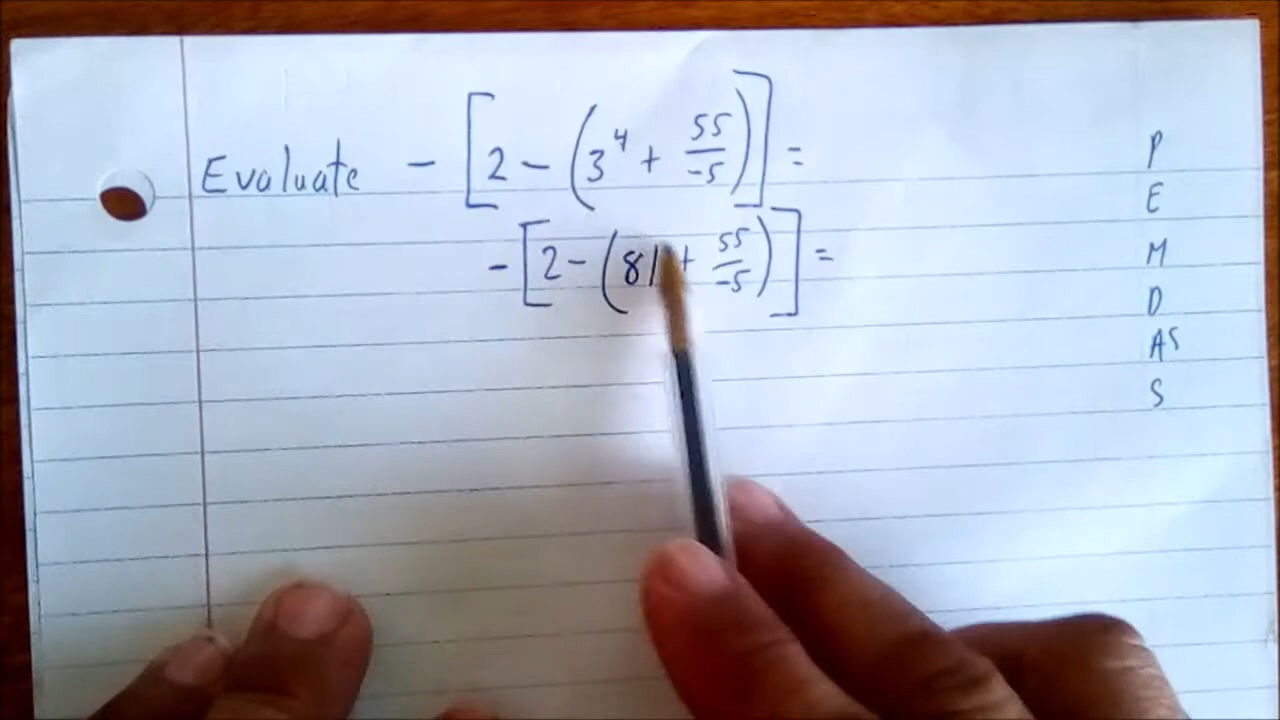 Evaluate - [2 - (3⁴ + 55/-5)] =
- [2 - (81 + 55/-5)] =
P
E
M
D
AS
S